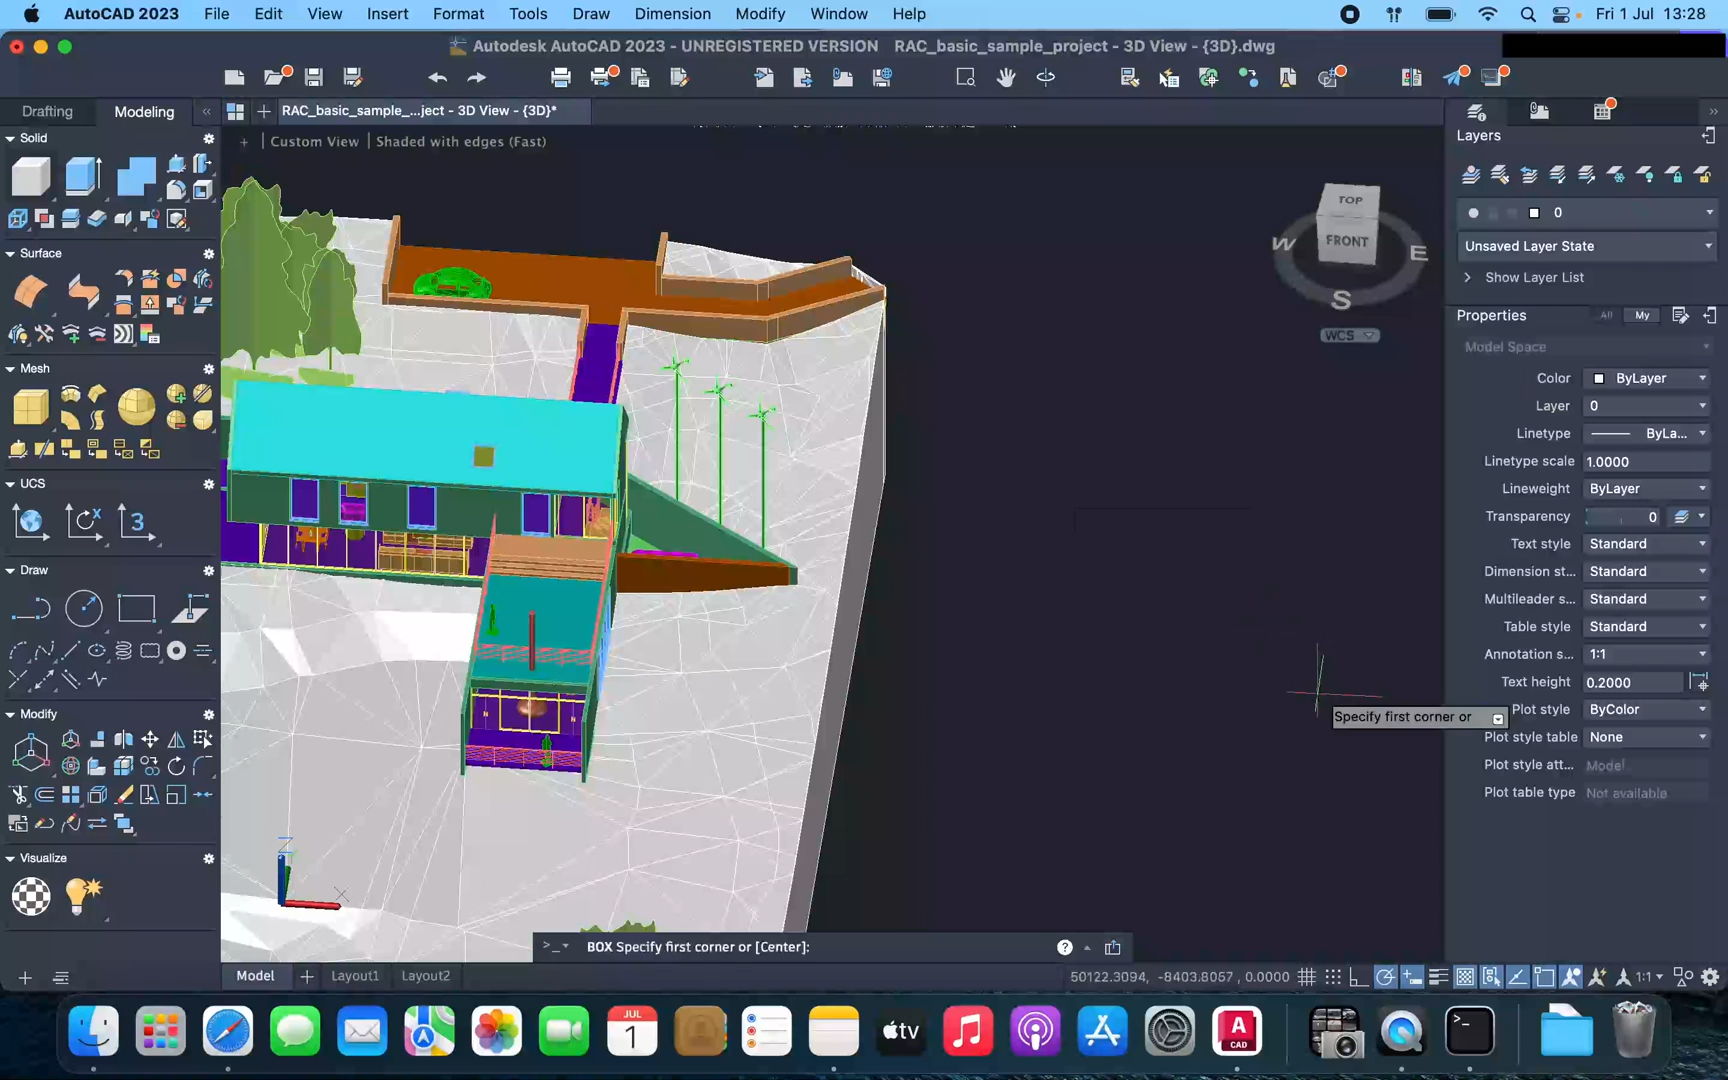 AutoCAD 2023 File Edit View Insert Format Tools Draw Dimension Modify Window Help Fri 1 Jul 13:28
Autodesk AutoCAD 2023 - UNREGISTERED VERSION RAC_basic_sample_project - 3D View - {3D}.dwg
Drafting Modeling RAC_basic_sample_...ject - 3D View - {3D}*
Solid
Custom View Shaded with edges (Fast)
Surface
Mesh
UCS
Draw
Modify
Visualize
TOP
FRONT
W
E
S
WCS
Layers
0
Unsaved Layer State
Show Layer List
Properties All My
Model Space
Color ByLayer
Layer 0
Linetype ByLa...
Linetype scale 1.0000
Lineweight ByLayer
Transparency 0
Text style Standard
Dimension st... Standard
Multileader s... Standard
Table style Standard
Annotation s... 1:1
Text height 0.2000
Plot style ByColor
Plot style table None
Plot style att... Model
Plot table type Not available
Specify first corner or
Z
X
3
>_ BOX Specify first corner or [Center]: ?
Model Layout1 Layout2 50122.3094, -8403.8057 , 0.0000 1:1
JUL
1
tv
A
CAD
>_